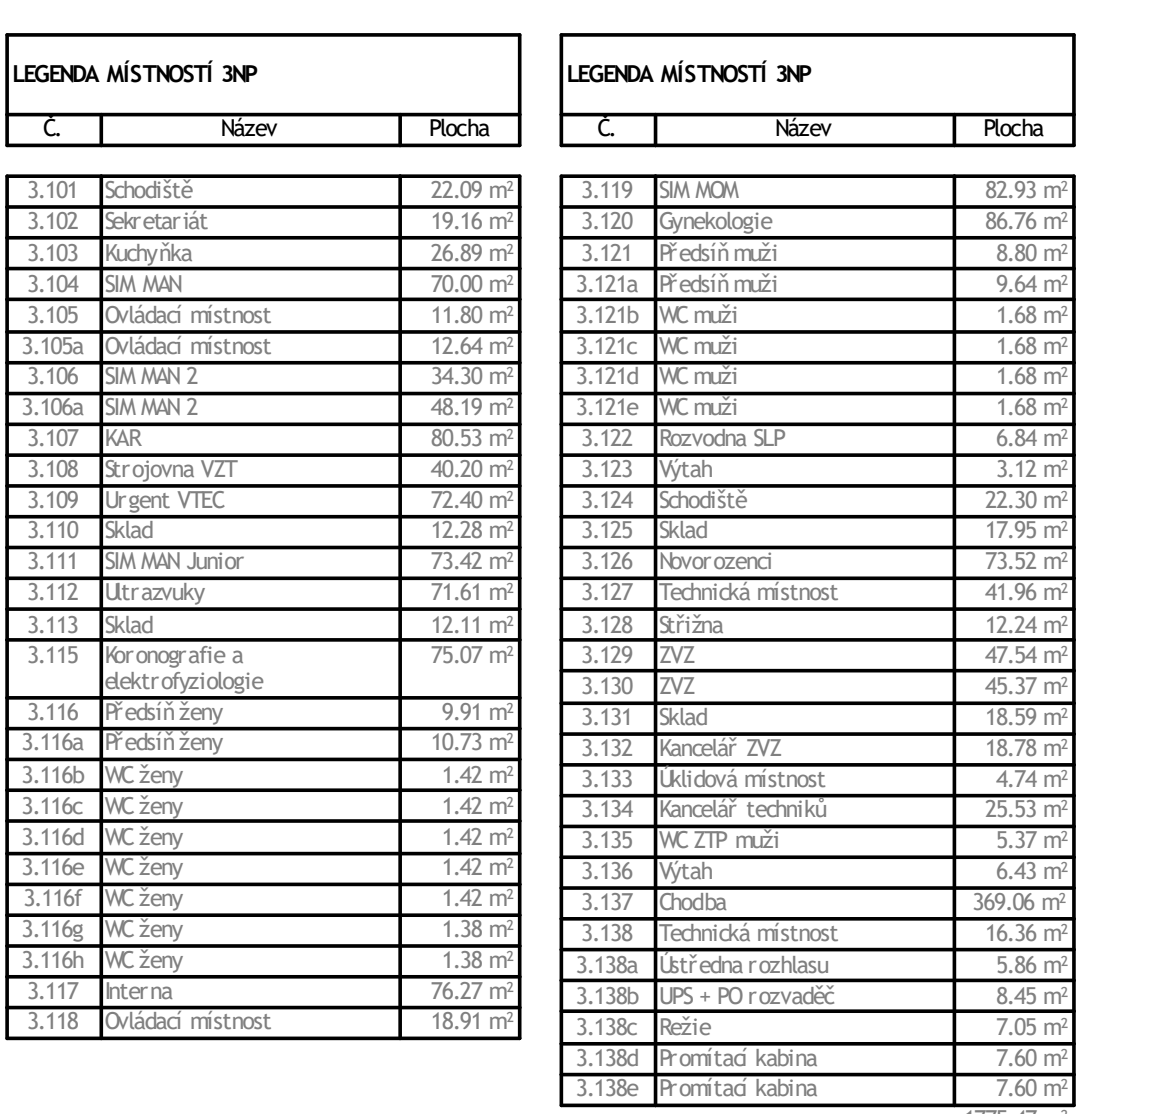 LEGENDA MÍSTNOSTÍ 3NP
Č. Název Plocha
3.101 Schodiště 22.09 m²
3.102 Sekretariát 19.16 m²
3.103 Kuchyňka 26.89 m²
3.104 SIM MAN 70.00 m²
3.105 Ovládací místnost 11.80 m²
3.105a Ovládací místnost 12.64 m²
3.106 SIM MAN 2 34.30 m²
3.106a SIM MAN 2 48.19 m²
3.107 KAR 80.53 m²
3.108 Strojovna VZT 40.20 m²
3.109 Urgent VTEC 72.40 m²
3.110 Sklad 12.28 m²
3.111 SIM MAN Junior 73.42 m²
3.112 Ultrazvuky 71.61 m²
3.113 Sklad 12.11 m²
3.115 Koronografie a 75.07 m²
elektrofyziologie
3.116 Předsíň ženy 9.91 m²
3.116a Předsíň ženy 10.73 m²
3.116b WC ženy 1.42 m²
3.116c WC ženy 1.42 m²
3.116d WC ženy 1.42 m²
3.116e WC ženy 1.42 m²
3.116f WC ženy 1.42 m²
3.116g WC ženy 1.38 m²
3.116h WC ženy 1.38 m²
3.117 Interna 76.27 m²
3.118 Ovládací místnost 18.91 m²
LEGENDA MÍSTNOSTÍ 3NP
Č. Název Plocha
3.119 SIM MOM 82.93 m²
3.120 Gynekologie 86.76 m²
3.121 Předsíň muži 8.80 m²
3.121a Předsíň muži 9.64 m²
3.121b WC muži 1.68 m²
3.121c WC muži 1.68 m²
3.121d WC muži 1.68 m²
3.121e WC muži 1.68 m²
3.122 Rozvodna SLP 6.84 m²
3.123 Výtah 3.12 m²
3.124 Schodiště 22.30 m²
3.125 Sklad 17.95 m²
3.126 Novorozenci 73.52 m²
3.127 Technická místnost 41.96 m²
3.128 Střižna 12.24 m²
3.129 ZVZ 47.54 m²
3.130 ZVZ 45.37 m²
3.131 Sklad 18.59 m²
3.132 Kancelář ZVZ 18.78 m²
3.133 Úklidová místnost 4.74 m²
3.134 Kancelář techniků 25.53 m²
3.135 WC ZTP muži 5.37 m²
3.136 Výtah 6.43 m²
3.137 Chodba 369.06 m²
3.138 Technická místnost 16.36 m²
3.138a Ústředna rozhlasu 5.86 m²
3.138b UPS + PO rozvaděč 8.45 m²
3.138c Režie 7.05 m²
3.138d Promítací kabina 7.60 m²
3.138e Promítací kabina 7.60 m²